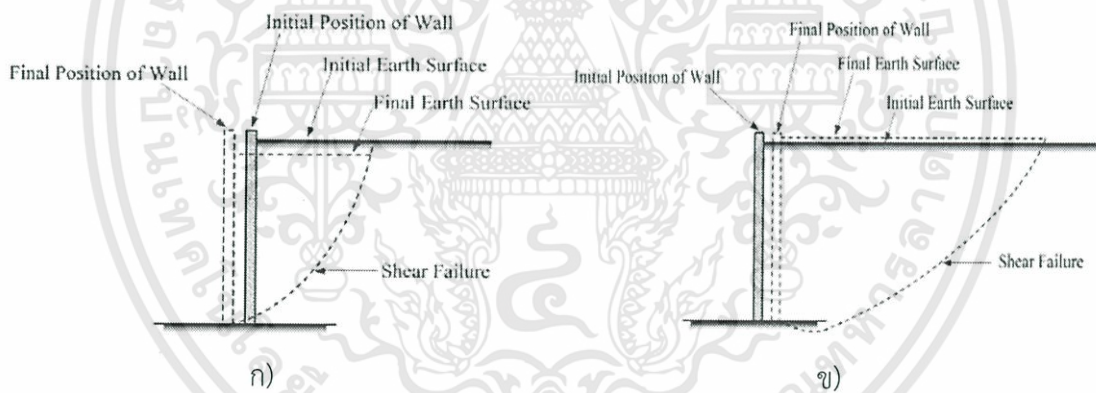 Initial Position of Wall
Final Position of Wall
Initial Earth Surface
Final Earth Surface
Shear Failure
ก)
Final Position of Wall
Initial Position of Wall
Final Earth Surface
Initial Earth Surface
Shear Failure
ข)